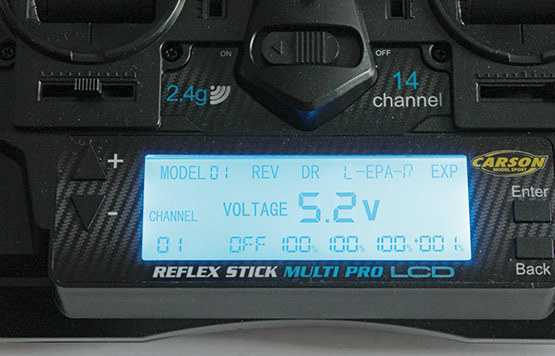 ON
OFF
2.4g
14
channel
CARSON
MODEL SPORT
+
-
MODEL 01 REV DR L-EPA-R EXP
CHANNEL VOLTAGE 5.2v
01 OFF 100% 100% 100% 001%
Enter
Back
REFLEX STICK MULTI PRO LCD